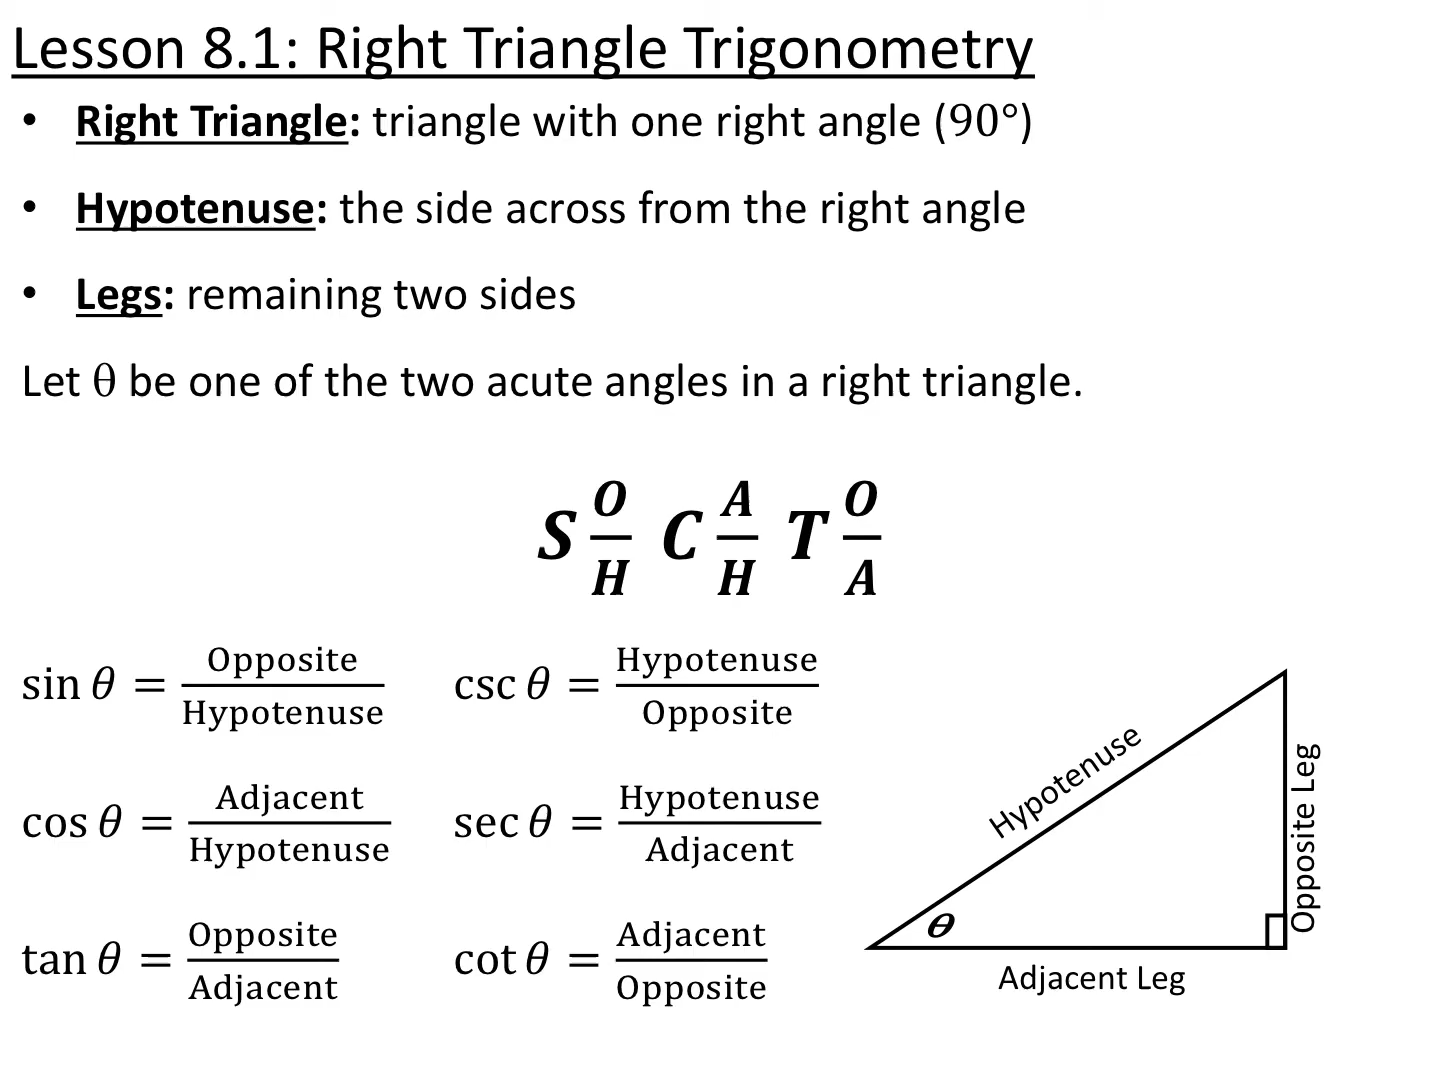 Lesson 8.1: Right Triangle Trigonometry
• Right Triangle: triangle with one right angle (90°)
• Hypotenuse: the side across from the right angle
• Legs: remaining two sides
Let θ be one of the two acute angles in a right triangle.
S O/H C A/H T O/A
sin θ = Opposite/Hypotenuse csc θ = Hypotenuse/Opposite
cos θ = Adjacent/Hypotenuse sec θ = Hypotenuse/Adjacent
tan θ = Opposite/Adjacent cot θ = Adjacent/Opposite
Hypotenuse
Opposite Leg
θ
Adjacent Leg